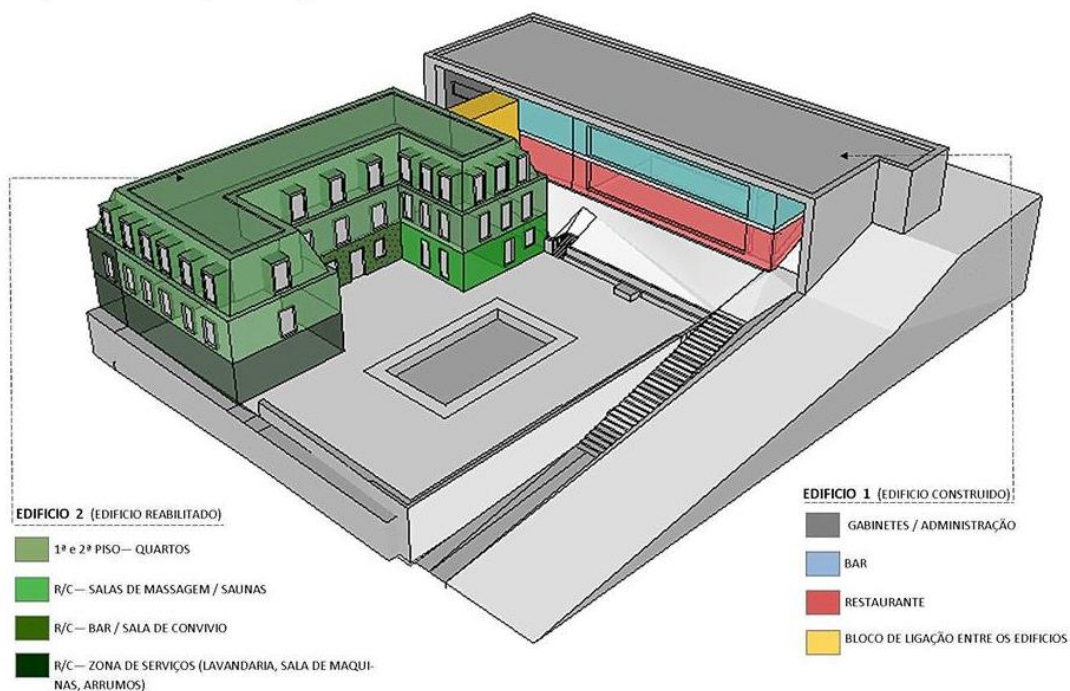 EDIFICIO 2 (EDIFICIO REABILITADO)
1ª e 2ª PISO— QUARTOS
R/C— SALAS DE MASSAGEM / SAUNAS
R/C— BAR / SALA DE CONVIVIO
R/C— ZONA DE SERVIÇOS (LAVANDARIA, SALA DE MAQUI-
NAS, ARRUMOS)
EDIFICIO 1 (EDIFICIO CONSTRUIDO)
GABINETES / ADMINISTRAÇÃO
BAR
RESTAURANTE
BLOCO DE LIGAÇÃO ENTRE OS EDIFICIOS